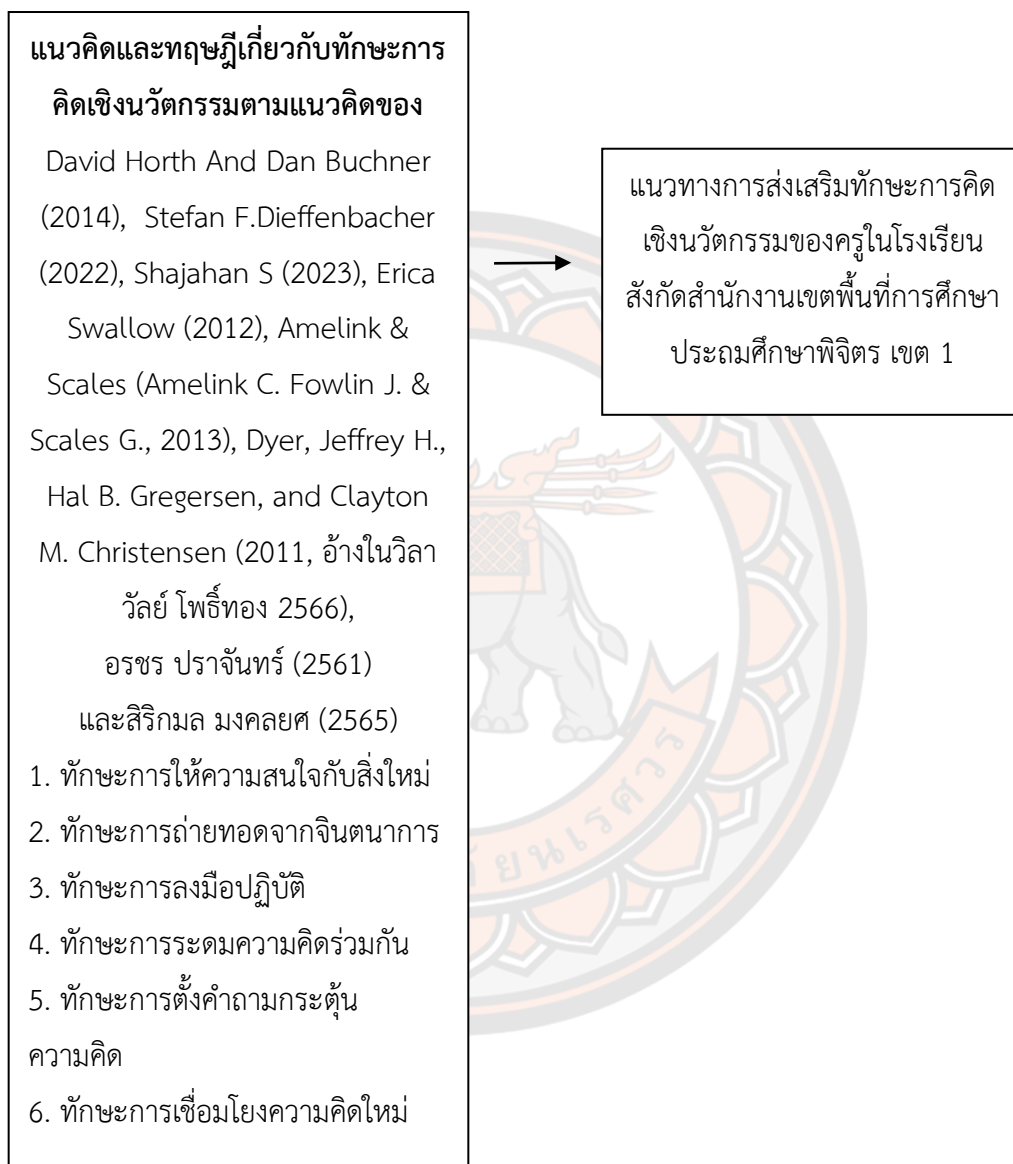 แนวคิดและทฤษฎีเกี่ยวกับทักษะการ
คิดเชิงนวัตกรรมตามแนวคิดของ
David Horth And Dan Buchner
(2014), Stefan F.Dieffenbacher
(2022), Shajahan S (2023), Erica
Swallow (2012), Amelink &
Scales (Amelink C. Fowlin J. &
Scales G., 2013), Dyer, Jeffrey H.,
Hal B. Gregersen, and Clayton
M. Christensen (2011, อ้างในวิลา
วัลย์ โพธิ์ทอง 2566),
อรชร ปราจันทร์ (2561)
และสิริกมล มงคลยศ (2565)
1. ทักษะการให้ความสนใจกับสิ่งใหม่
2. ทักษะการถ่ายทอดจากจินตนาการ
3. ทักษะการลงมือปฏิบัติ
4. ทักษะการระดมความคิดร่วมกัน
5. ทักษะการตั้งคำถามกระตุ้น
ความคิด
6. ทักษะการเชื่อมโยงความคิดใหม่
แนวทางการส่งเสริมทักษะการคิด
เชิงนวัตกรรมของครูในโรงเรียน
สังกัดสำนักงานเขตพื้นที่การศึกษา
ประถมศึกษาพิจิตร เขต 1